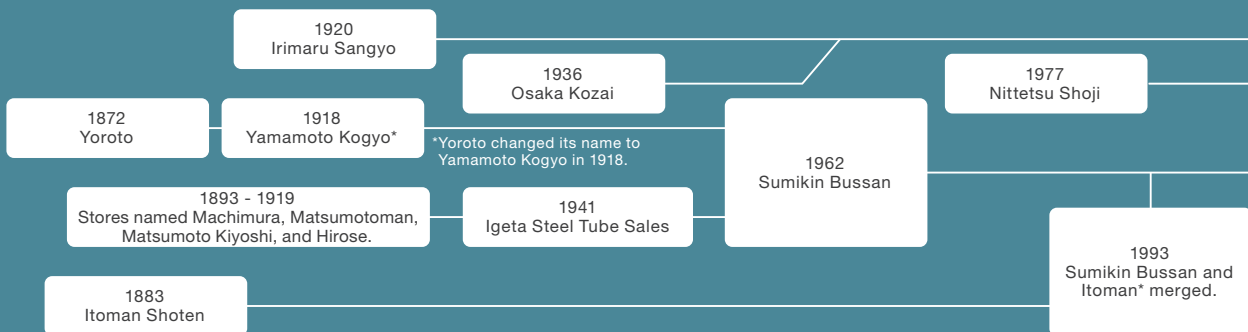 1920
Irimaru Sangyo
1936
Osaka Kozai
1977
Nittetsu Shoji
1872
Yoroto
1918
Yamamoto Kogyo*
*Yoroto changed its name to
Yamamoto Kogyo in 1918.
1962
Sumikin Bussan
1893 - 1919
Stores named Machimura, Matsumotoman,
Matsumoto Kiyoshi, and Hirose.
1941
Igeta Steel Tube Sales
1993
Sumikin Bussan and
Itoman* merged.
1883
Itoman Shoten